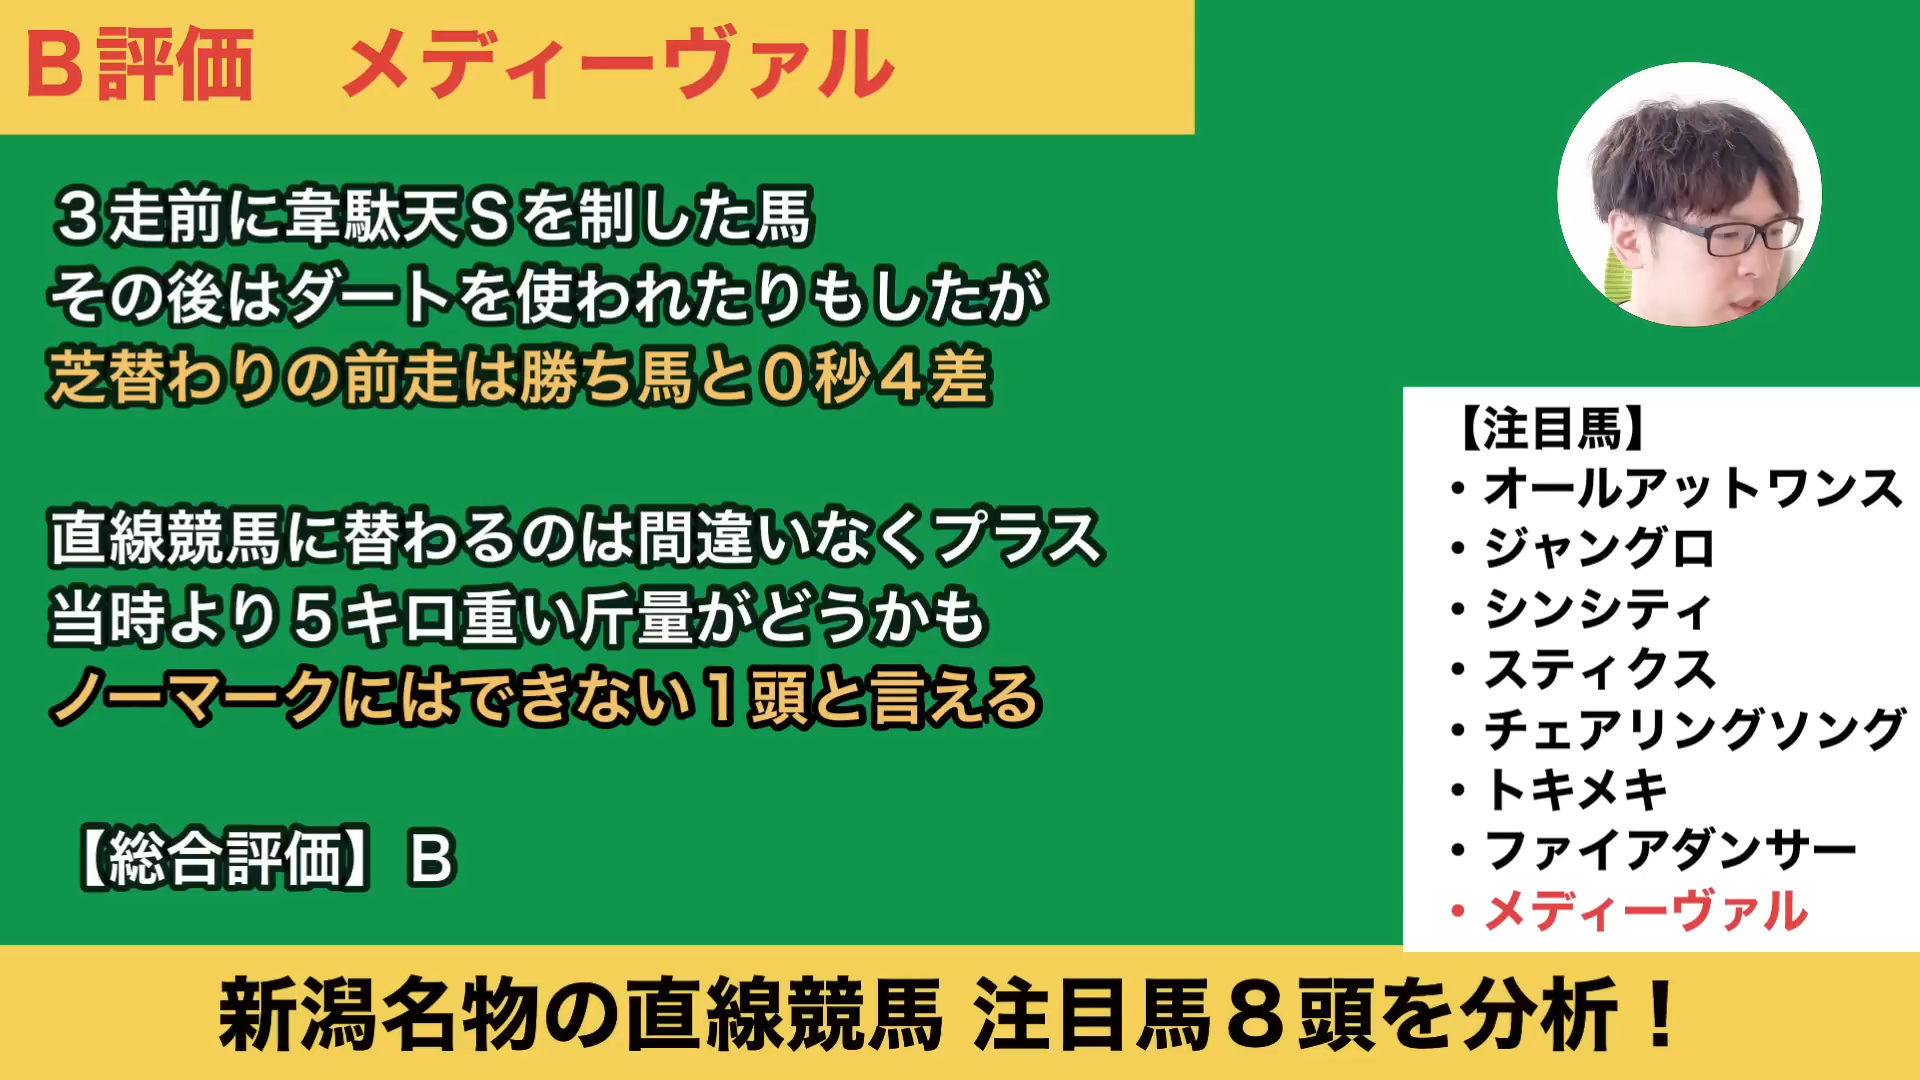 B評価　メディーヴァル
３走前に韋駄天Ｓを制した馬
その後はダートを使われたりもしたが
芝替わりの前走は勝ち馬と０秒４差
直線競馬に替わるのは間違いなくプラス
当時より５キロ重い斤量がどうかも
ノーマークにはできない１頭と言える
【総合評価】Ｂ
【注目馬】
・オールアットワンス
・ジャングロ
・シンシティ
・スティクス
・チェアリングソング
・トキメキ
・ファイアダンサー
・メディーヴァル
新潟名物の直線競馬 注目馬８頭を分析！